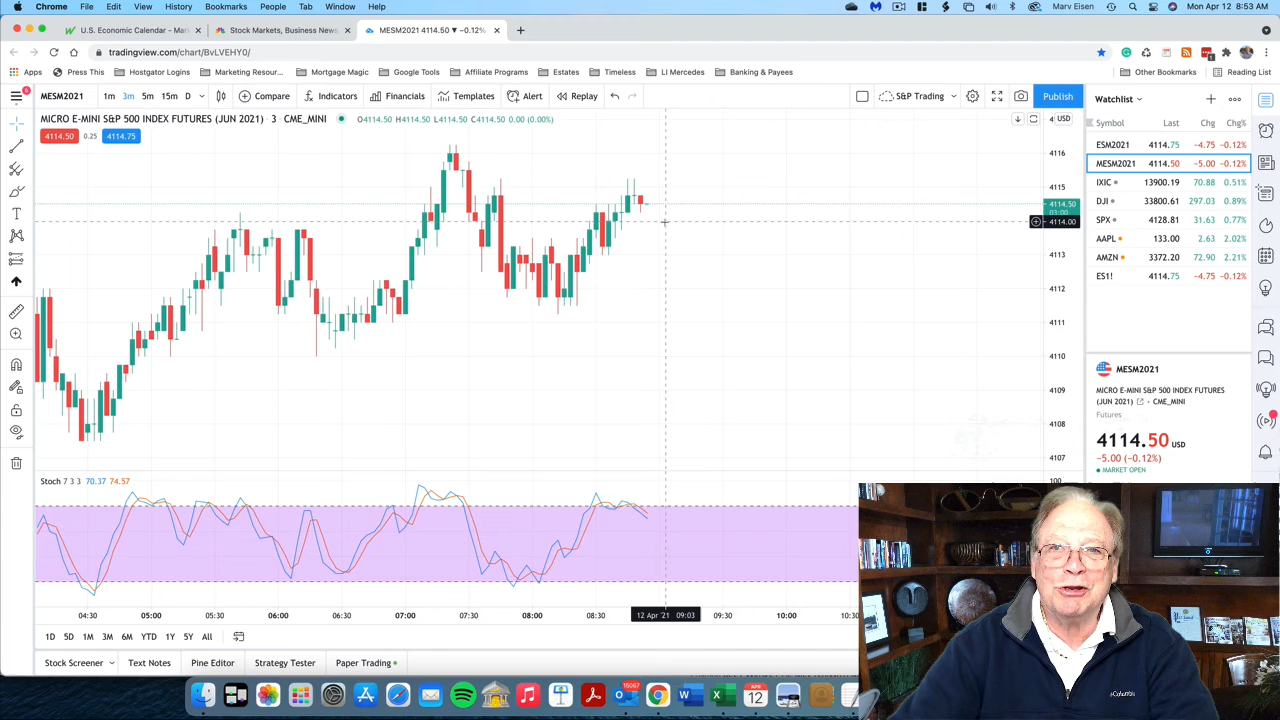 Chrome File Edit View History Bookmarks People Tab Window Help Marv Eisen Mon Apr 12 8:53 AM
U.S. Economic Calendar - Mark Stock Markets, Business News, MESM2021 4114.50 ▼ −0.12%
tradingview.com/chart/BvLVEHY0/
Apps Press This Hostgator Logins Marketing Resour... Mortgage Magic Google Tools Affiliate Programs Estates Timeless LI Mercedes Banking & Payees Other Bookmarks Reading List
MESM2021 1m 3m 5m 15m D Compare Indicators Financials Templates Alert Replay S&P Trading Publish
MICRO E-MINI S&P 500 INDEX FUTURES (JUN 2021) · 3 · CME_MINI O4114.50 H4114.50 L4114.50 C4114.50 0.00 (0.00%)
4114.50 0.25 4114.75
USD
4116
4115
4114.50
03:00
4114.00
4113
4112
4111
4110
4109
4108
4107
Stoch 7 3 3 70.37 74.57
100
04:30 05:00 05:30 06:00 06:30 07:00 07:30 08:00 08:30 12 Apr '21 09:03 09:30 10:00 10:30
1D 5D 1M 3M 6M YTD 1Y 5Y All
Stock Screener Text Notes Pine Editor Strategy Tester Paper Trading
Watchlist
Symbol Last Chg Chg%
ESM2021 4114.75 −4.75 −0.12%
MESM2021 4114.50 −5.00 −0.12%
IXIC 13900.19 70.88 0.51%
DJI 33800.61 297.03 0.89%
SPX 4128.81 31.63 0.77%
AAPL 133.00 2.63 2.02%
AMZN 3372.20 72.90 2.21%
ES1! 4114.75 −4.75 −0.12%
MESM2021
MICRO E-MINI S&P 500 INDEX FUTURES
(JUN 2021) · CME_MINI
Futures
4114.50 USD
−5.00 (−0.12%)
MARKET OPEN
Columbia
15067
APR
12